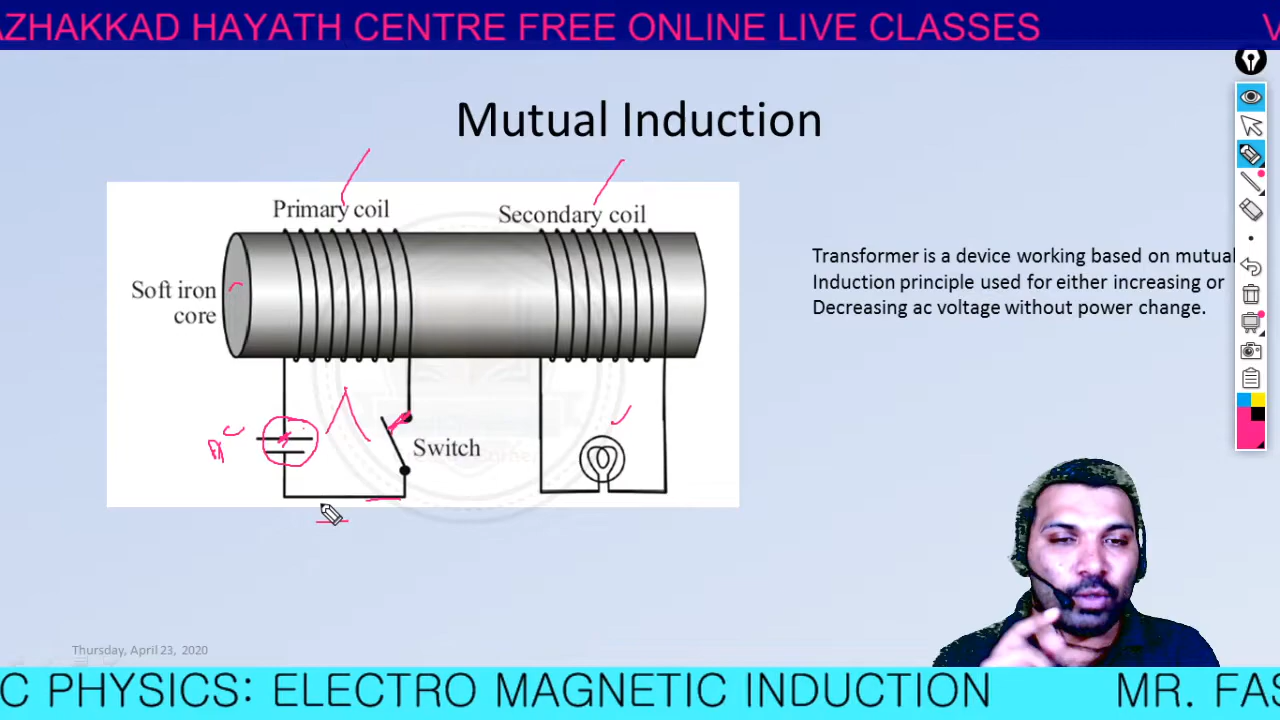 AZHAKKAD HAYATH CENTRE FREE ONLINE LIVE CLASSES
Mutual Induction
Primary coil
Secondary coil
Soft iron
core
Switch
Transformer is a device working based on mutual
Induction principle used for either increasing or
Decreasing ac voltage without power change.
Thursday, April 23, 2020
C PHYSICS: ELECTRO MAGNETIC INDUCTION
MR. FAS